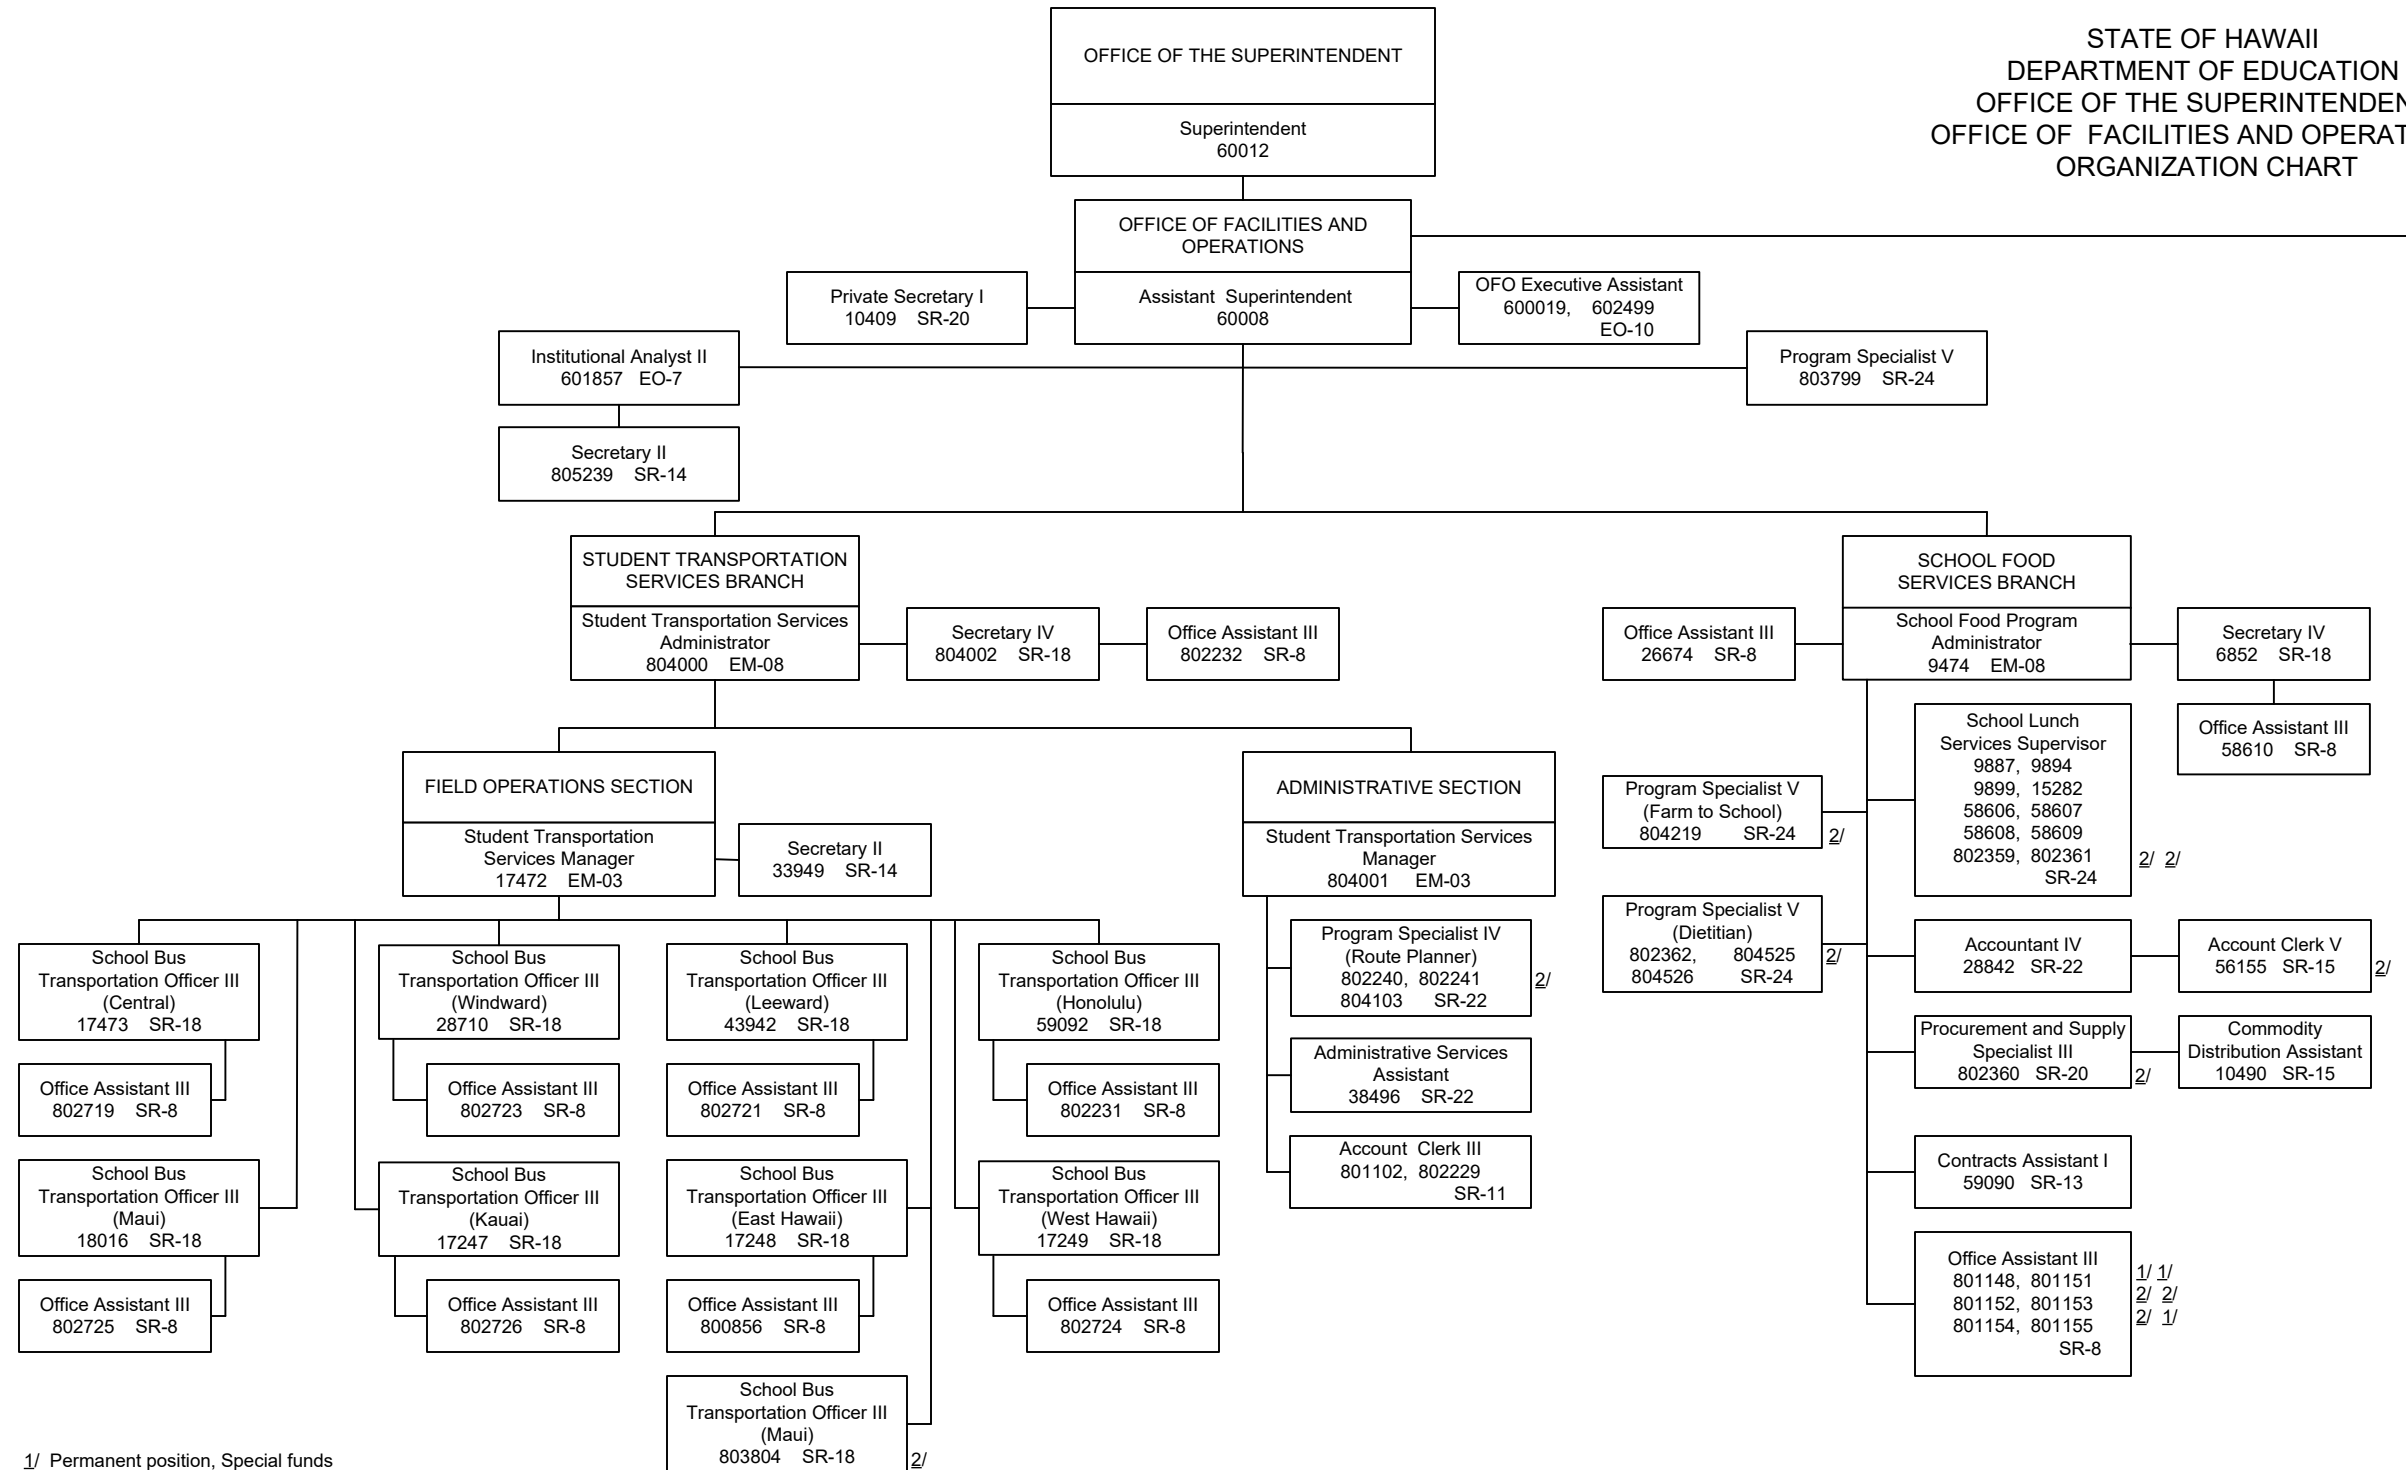 STATE OF HAWAII
DEPARTMENT OF EDUCATION
OFFICE OF THE SUPERINTENDEN
OFFICE OF FACILITIES AND OPERAT
ORGANIZATION CHART
OFFICE OF THE SUPERINTENDENT
Superintendent
60012
OFFICE OF FACILITIES AND
OPERATIONS
Assistant Superintendent
60008
Private Secretary I
10409 SR-20
OFO Executive Assistant
600019, 602499
EO-10
Institutional Analyst II
601857 EO-7
Program Specialist V
803799 SR-24
Secretary II
805239 SR-14
STUDENT TRANSPORTATION
SERVICES BRANCH
Student Transportation Services
Administrator
804000 EM-08
Secretary IV
804002 SR-18
Office Assistant III
802232 SR-8
FIELD OPERATIONS SECTION
Student Transportation
Services Manager
17472 EM-03
Secretary II
33949 SR-14
School Bus
Transportation Officer III
(Central)
17473 SR-18
Office Assistant III
802719 SR-8
School Bus
Transportation Officer III
(Windward)
28710 SR-18
Office Assistant III
802723 SR-8
School Bus
Transportation Officer III
(Leeward)
43942 SR-18
Office Assistant III
802721 SR-8
School Bus
Transportation Officer III
(Honolulu)
59092 SR-18
Office Assistant III
802231 SR-8
School Bus
Transportation Officer III
(Maui)
18016 SR-18
Office Assistant III
802725 SR-8
School Bus
Transportation Officer III
(Kauai)
17247 SR-18
Office Assistant III
802726 SR-8
School Bus
Transportation Officer III
(East Hawaii)
17248 SR-18
Office Assistant III
800856 SR-8
School Bus
Transportation Officer III
(West Hawaii)
17249 SR-18
Office Assistant III
802724 SR-8
School Bus
Transportation Officer III
(Maui)
803804 SR-18 2/
ADMINISTRATIVE SECTION
Student Transportation Services
Manager
804001 EM-03
Program Specialist IV
(Route Planner)
802240, 802241 2/
804103 SR-22
Administrative Services
Assistant
38496 SR-22
Account Clerk III
801102, 802229
SR-11
SCHOOL FOOD
SERVICES BRANCH
School Food Program
Administrator
9474 EM-08
Office Assistant III
26674 SR-8
Secretary IV
6852 SR-18
Office Assistant III
58610 SR-8
School Lunch
Services Supervisor
9887, 9894
9899, 15282
58606, 58607
58608, 58609
802359, 802361 2/ 2/
SR-24
Program Specialist V
(Farm to School)
804219 SR-24 2/
Program Specialist V
(Dietitian)
802362, 804525 2/
804526 SR-24
Accountant IV
28842 SR-22
Account Clerk V
56155 SR-15 2/
Procurement and Supply
Specialist III
802360 SR-20 2/
Commodity
Distribution Assistant
10490 SR-15
Contracts Assistant I
59090 SR-13
Office Assistant III
801148, 801151 1/ 1/
801152, 801153 2/ 2/
801154, 801155 2/ 1/
SR-8
1/ Permanent position, Special funds